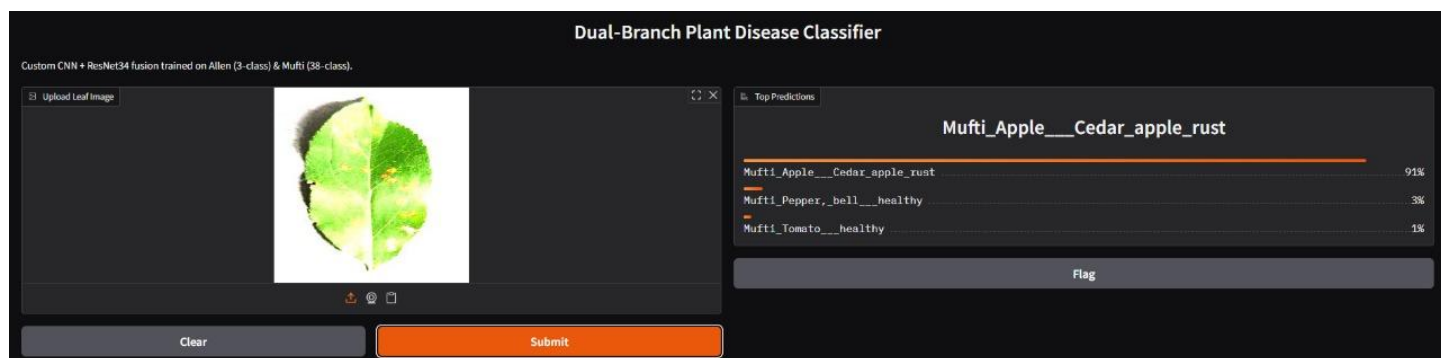 Dual-Branch Plant Disease Classifier
Custom CNN + ResNet34 fusion trained on Allen (3-class) & Mufti (38-class).
Upload Leaf Image
Top Predictions
Mufti_Apple___Cedar_apple_rust
Mufti_Apple___Cedar_apple_rust 91%
Mufti_Pepper,_bell___healthy 3%
Mufti_Tomato___healthy 1%
Flag
Clear
Submit